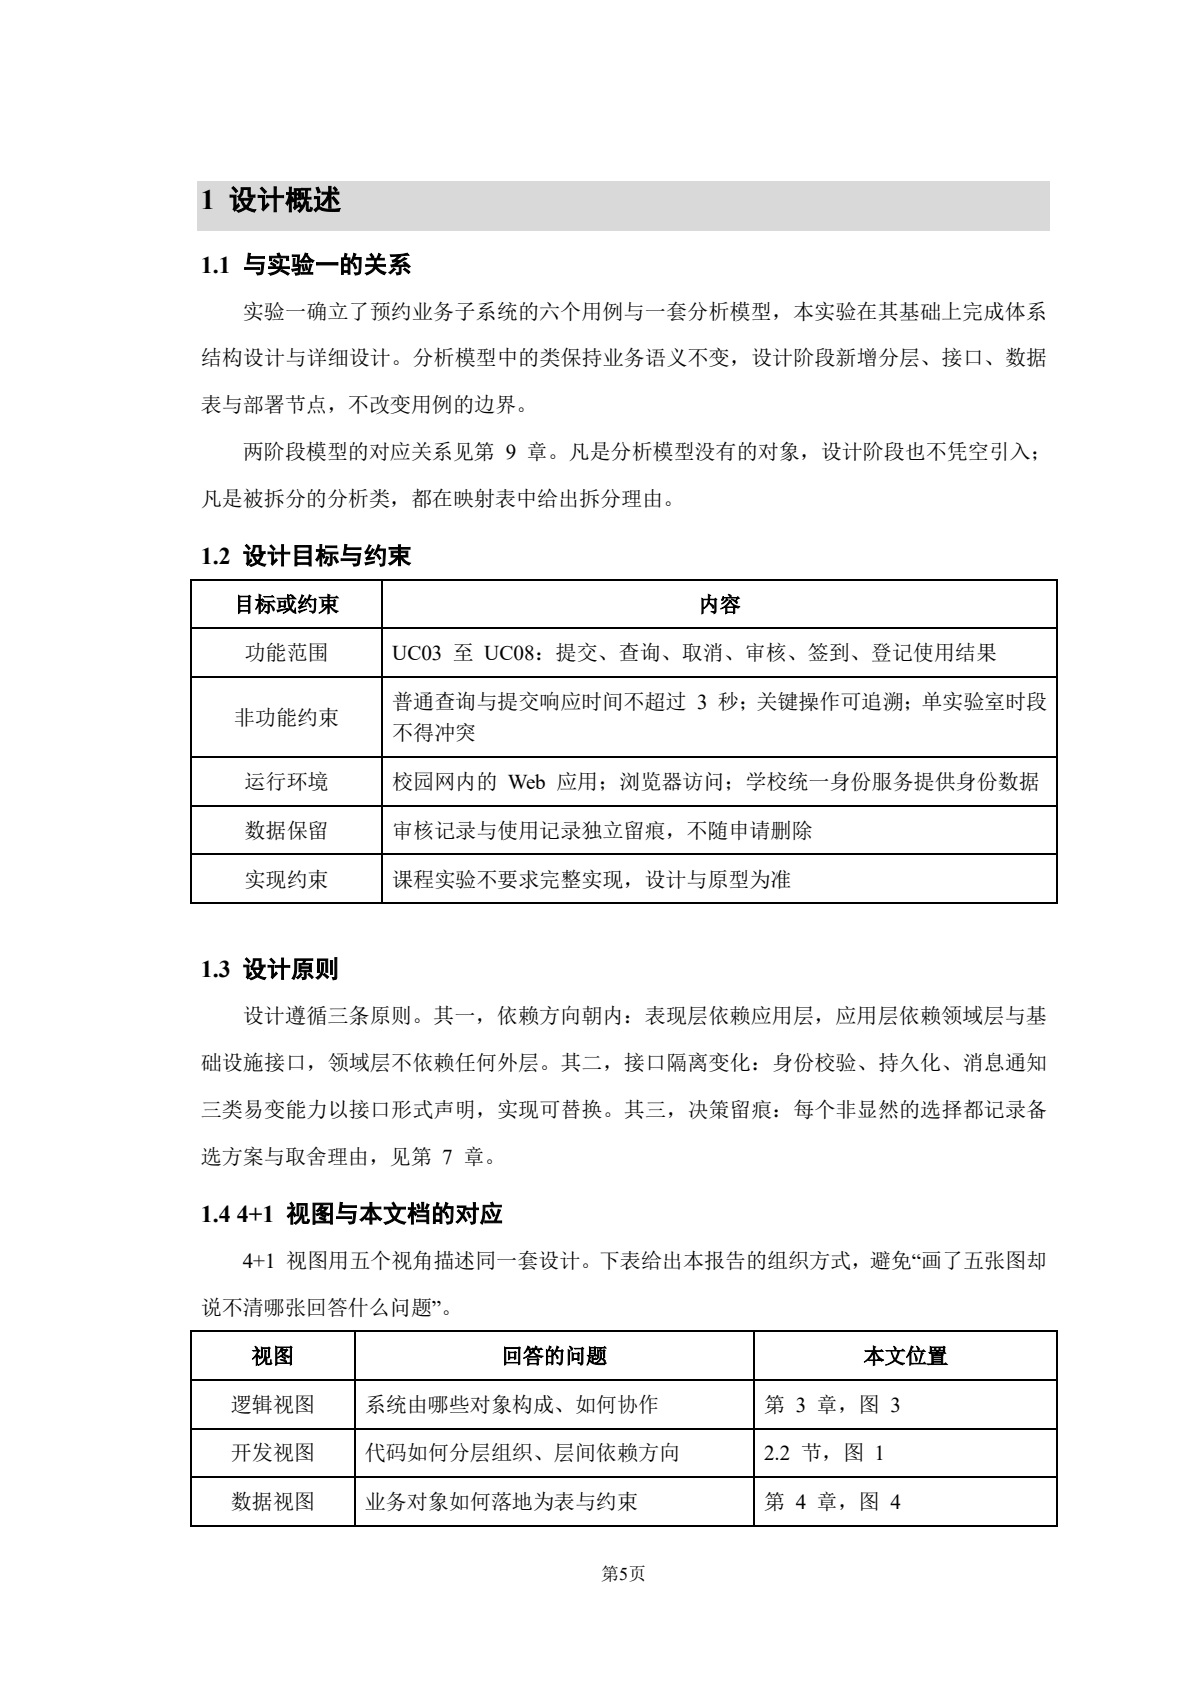 1 设计概述
1.1 与实验一的关系
实验一确立了预约业务子系统的六个用例与一套分析模型，本实验在其基础上完成体系
结构设计与详细设计。分析模型中的类保持业务语义不变，设计阶段新增分层、接口、数据
表与部署节点，不改变用例的边界。
两阶段模型的对应关系见第 9 章。凡是分析模型没有的对象，设计阶段也不凭空引入；
凡是被拆分的分析类，都在映射表中给出拆分理由。
1.2 设计目标与约束
目标或约束 内容
功能范围 UC03 至 UC08：提交、查询、取消、审核、签到、登记使用结果
非功能约束 普通查询与提交响应时间不超过 3 秒；关键操作可追溯；单实验室时段
不得冲突
运行环境 校园网内的 Web 应用；浏览器访问；学校统一身份服务提供身份数据
数据保留 审核记录与使用记录独立留痕，不随申请删除
实现约束 课程实验不要求完整实现，设计与原型为准
1.3 设计原则
设计遵循三条原则。其一，依赖方向朝内：表现层依赖应用层，应用层依赖领域层与基
础设施接口，领域层不依赖任何外层。其二，接口隔离变化：身份校验、持久化、消息通知
三类易变能力以接口形式声明，实现可替换。其三，决策留痕：每个非显然的选择都记录备
选方案与取舍理由，见第 7 章。
1.4 4+1 视图与本文档的对应
4+1 视图用五个视角描述同一套设计。下表给出本报告的组织方式，避免“画了五张图却
说不清哪张回答什么问题”。
视图 回答的问题 本文位置
逻辑视图 系统由哪些对象构成、如何协作 第 3 章，图 3
开发视图 代码如何分层组织、层间依赖方向 2.2 节，图 1
数据视图 业务对象如何落地为表与约束 第 4 章，图 4
第5页